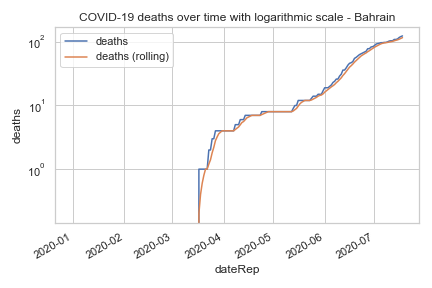 COVID-19 deaths over time with logarithmic scale - Bahrain
deaths
deaths (rolling)
10²
10¹
10⁰
deaths
2020-01
2020-02
2020-03
2020-04
2020-05
2020-06
2020-07
dateRep